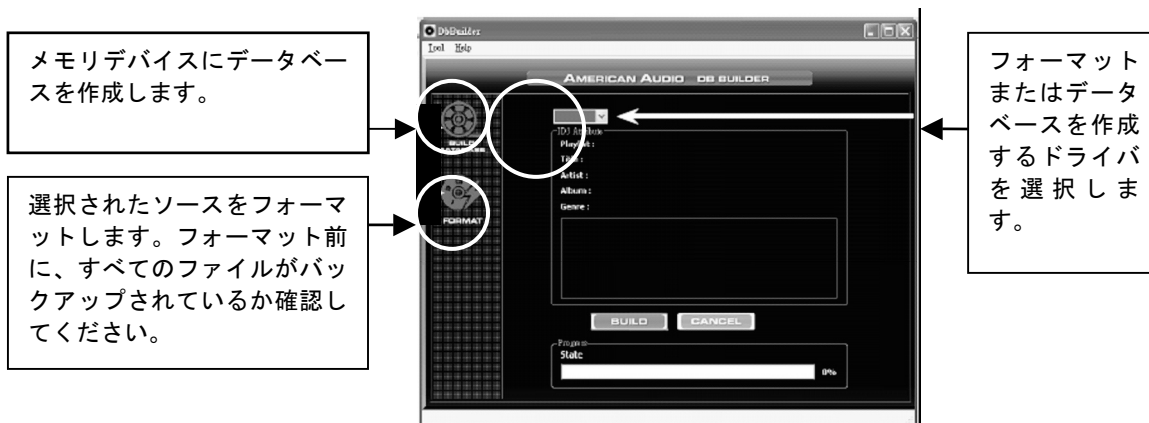 メモリデバイスにデータベー
スを作成します。
選択されたソースをフォーマ
ットします。フォーマット前
に、すべてのファイルがバッ
クアップされているか確認し
てください。
DbBuilder
Tool Help
AMERICAN AUDIO DB BUILDER
BUILD
DATABASE
FORMAT
ID3 Attribute
Playlist :
Title :
Artist :
Album :
Genre :
BUILD CANCEL
Progress
State
0%
フォーマット
またはデータ
ベースを作成
するドライバ
を選択しま
す。